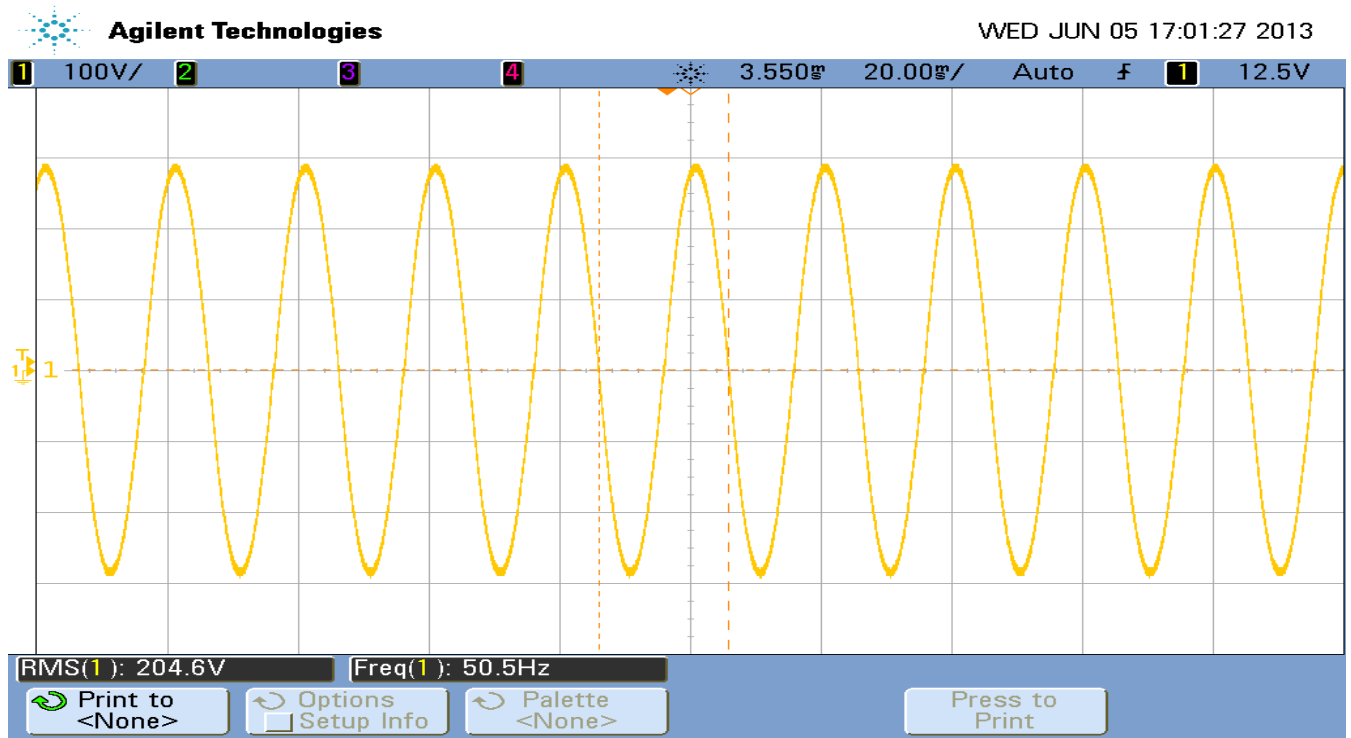 Agilent Technologies WED JUN 05 17:01:27 2013
1 100V/ 2 3 4 3.550ms 20.00ms/ Auto 1 12.5V
T
1 1
RMS(1): 204.6V Freq(1): 50.5Hz
Print to
<None>
Options
Setup Info
Palette
<None>
Press to
Print